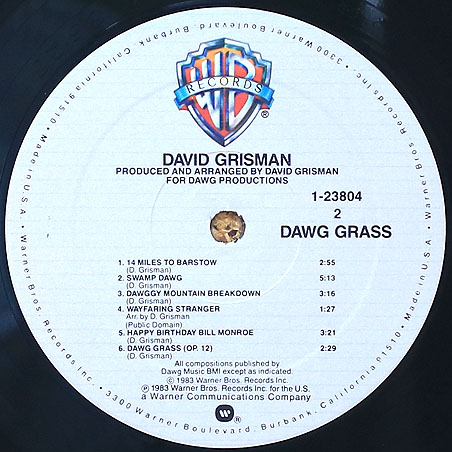 3300 Warner Boulevard, Burbank, California 91510 • Made in U.S.A. • Warner Bros. Records Inc. • 3300 Warner Boulevard, Burbank, California 91510 • Made in U.S.A. • Warner Bros. Records Inc. •
WB
RECORDS
®
DAVID GRISMAN
PRODUCED AND ARRANGED BY DAVID GRISMAN
FOR DAWG PRODUCTIONS
1-23804
2
DAWG GRASS
1. 14 MILES TO BARSTOW 2:55
(D. Grisman)
2. SWAMP DAWG 5:13
(D. Grisman)
3. DAWGGY MOUNTAIN BREAKDOWN 3:16
(D. Grisman)
4. WAYFARING STRANGER 1:27
Arr. by D. Grisman
(Public Domain)
5. HAPPY BIRTHDAY BILL MONROE 3:21
(D. Grisman)
6. DAWG GRASS (OP. 12) 2:29
(D. Grisman)
All compositions published by
Dawg Music BMI except as indicated.
© 1983 Warner Bros. Records Inc.
℗ 1983 Warner Bros. Records Inc. for the U.S.
a Warner Communications Company
®